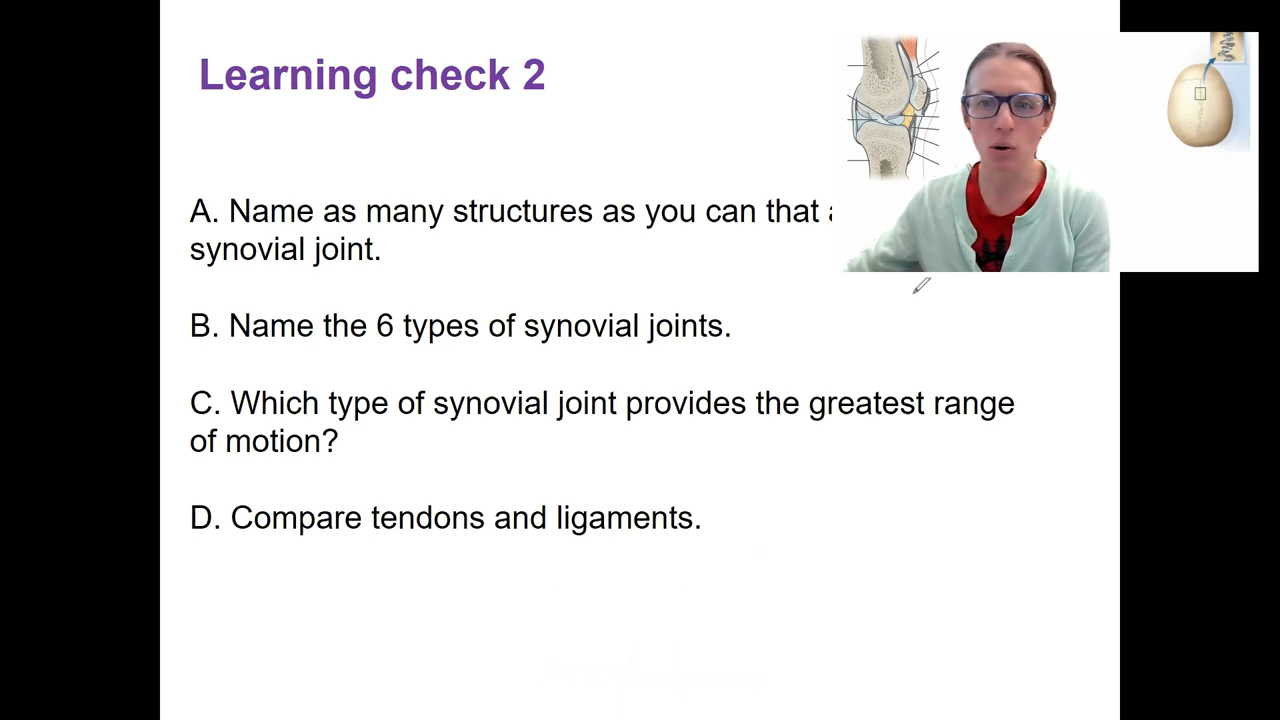 Learning check 2
A. Name as many structures as you can that
synovial joint.
B. Name the 6 types of synovial joints.
C. Which type of synovial joint provides the greatest range
of motion?
D. Compare tendons and ligaments.